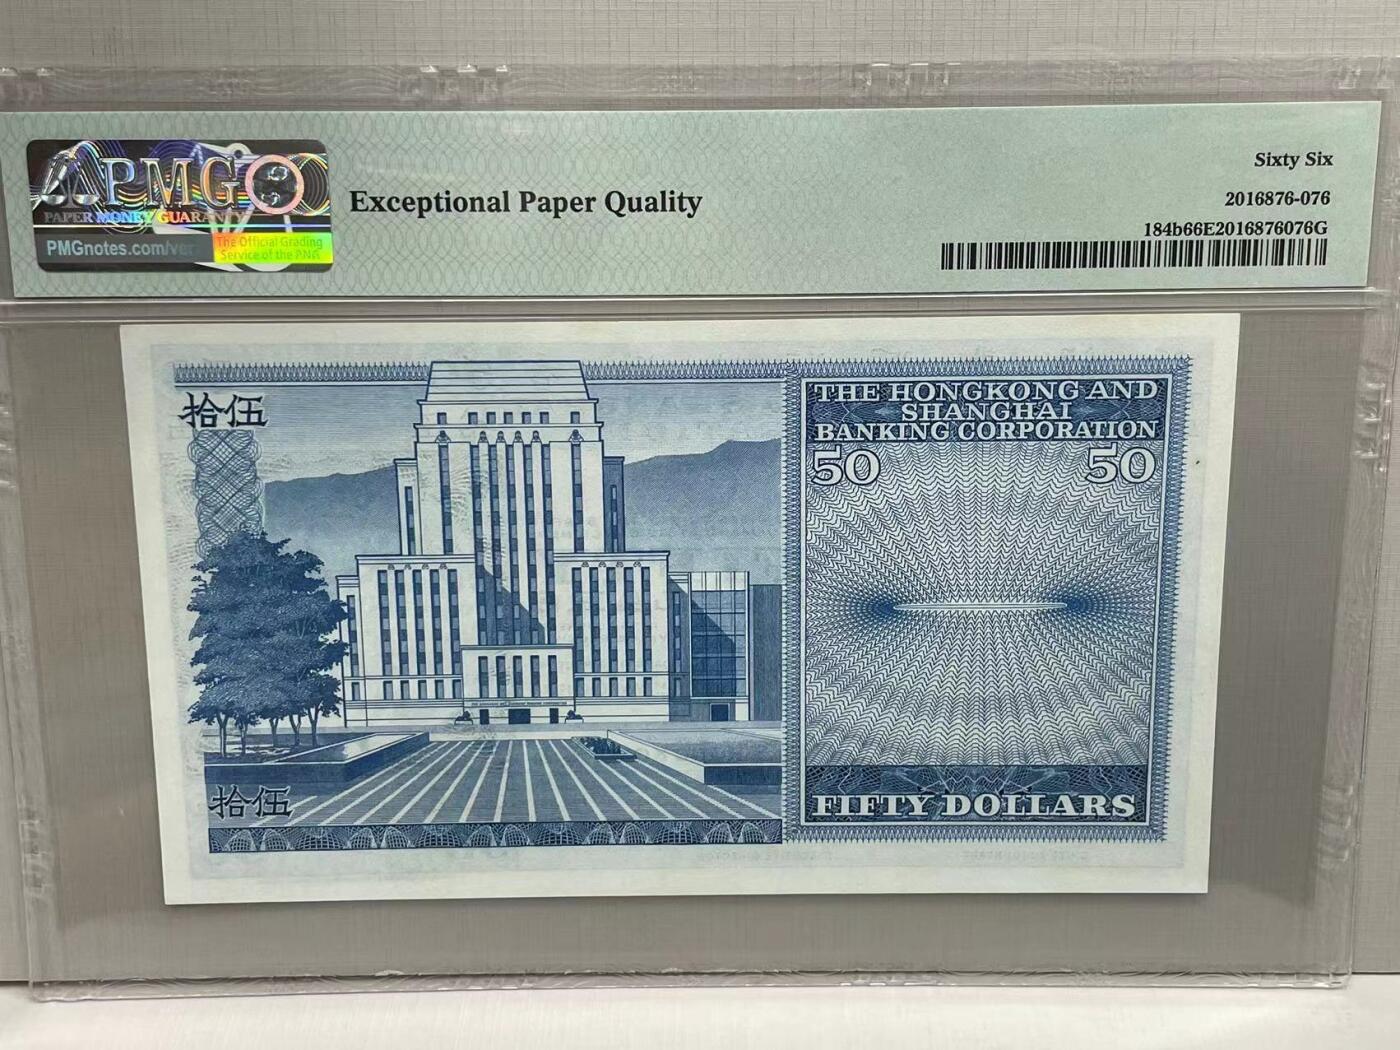 PMG
PAPER MONEY GUARANTY
PMGnotes.com/ver
The Official Grading
Service of the PNG
Exceptional Paper Quality
Sixty Six
2016876-076
184b66E2016876076G
拾伍
THE HONGKONG AND
SHANGHAI
BANKING CORPORATION
50 50
拾伍
FIFTY DOLLARS